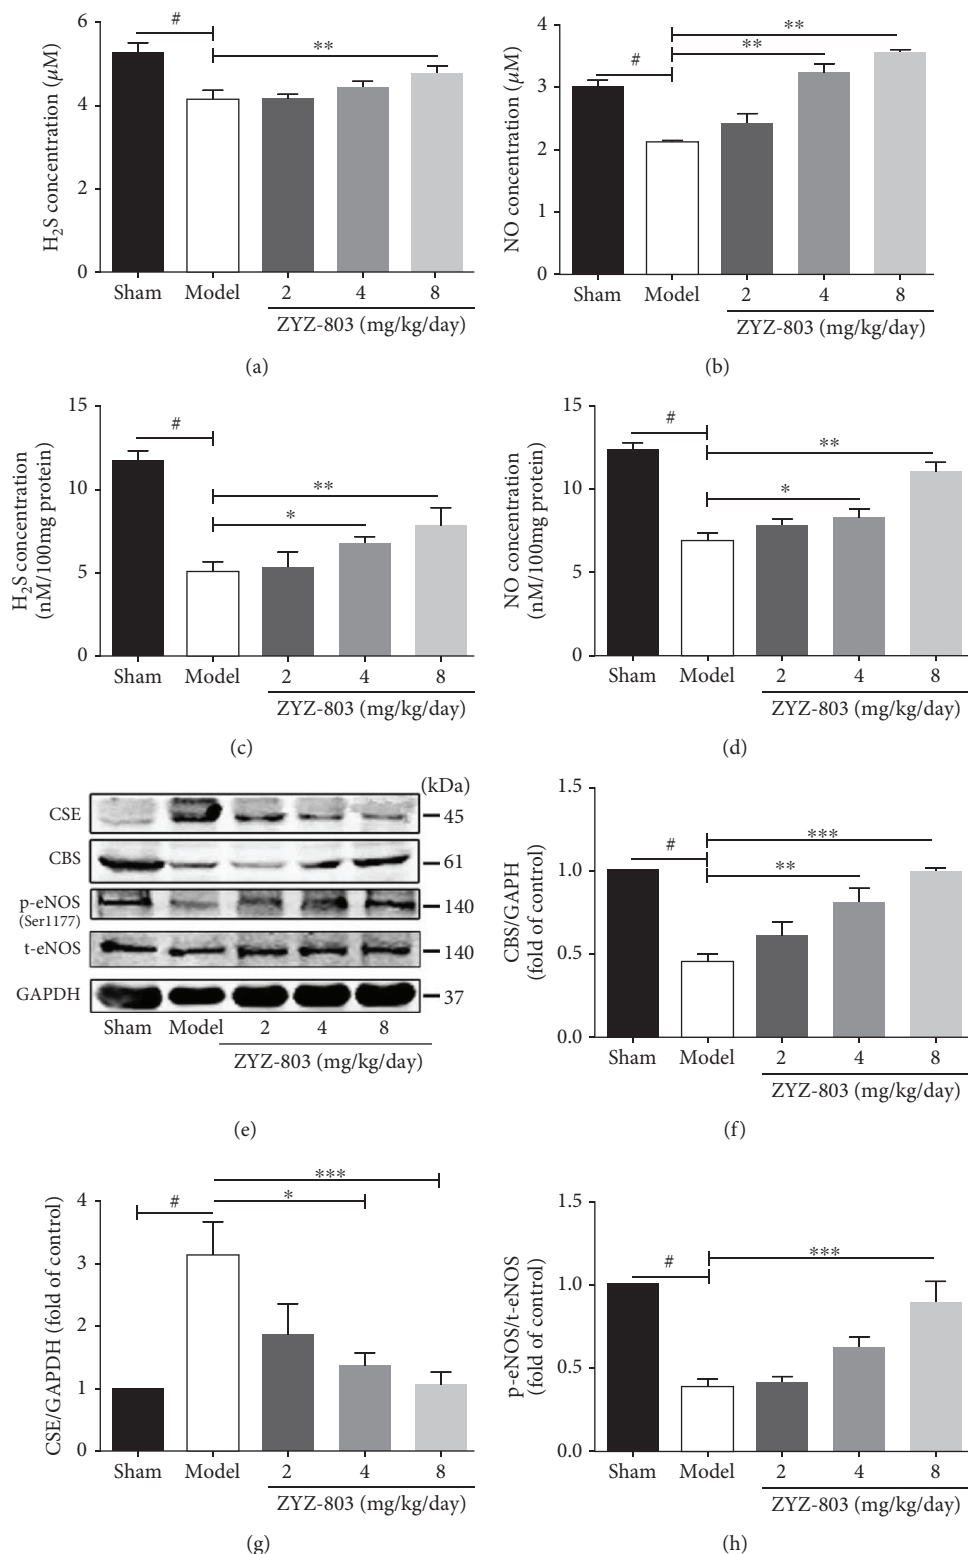 6
4
2
0
H2S concentration (μM)
#
**
Sham Model 2 4 8
ZYZ-803 (mg/kg/day)
(a)
4
3
2
1
0
NO concentration (μM)
#
**
**
Sham Model 2 4 8
ZYZ-803 (mg/kg/day)
(b)
15
10
5
0
H2S concentration
(nM/100mg protein)
#
**
*
Sham Model 2 4 8
ZYZ-803 (mg/kg/day)
(c)
15
10
5
0
NO concentration
(nM/100mg protein)
#
**
*
Sham Model 2 4 8
ZYZ-803 (mg/kg/day)
(d)
(kDa)
CSE 45
CBS 61
p-eNOS 140
(Ser1177)
t-eNOS 140
GAPDH 37
Sham Model 2 4 8
ZYZ-803 (mg/kg/day)
(e)
1.5
1.0
0.5
0.0
CBS/GAPH
(fold of control)
#
***
**
Sham Model 2 4 8
ZYZ-803 (mg/kg/day)
(f)
4
3
2
1
0
CSE/GAPDH (fold of control)
#
***
*
Sham Model 2 4 8
ZYZ-803 (mg/kg/day)
(g)
1.5
1.0
0.5
0.0
p-eNOS/t-eNOS
(fold of control)
#
***
Sham Model 2 4 8
ZYZ-803 (mg/kg/day)
(h)